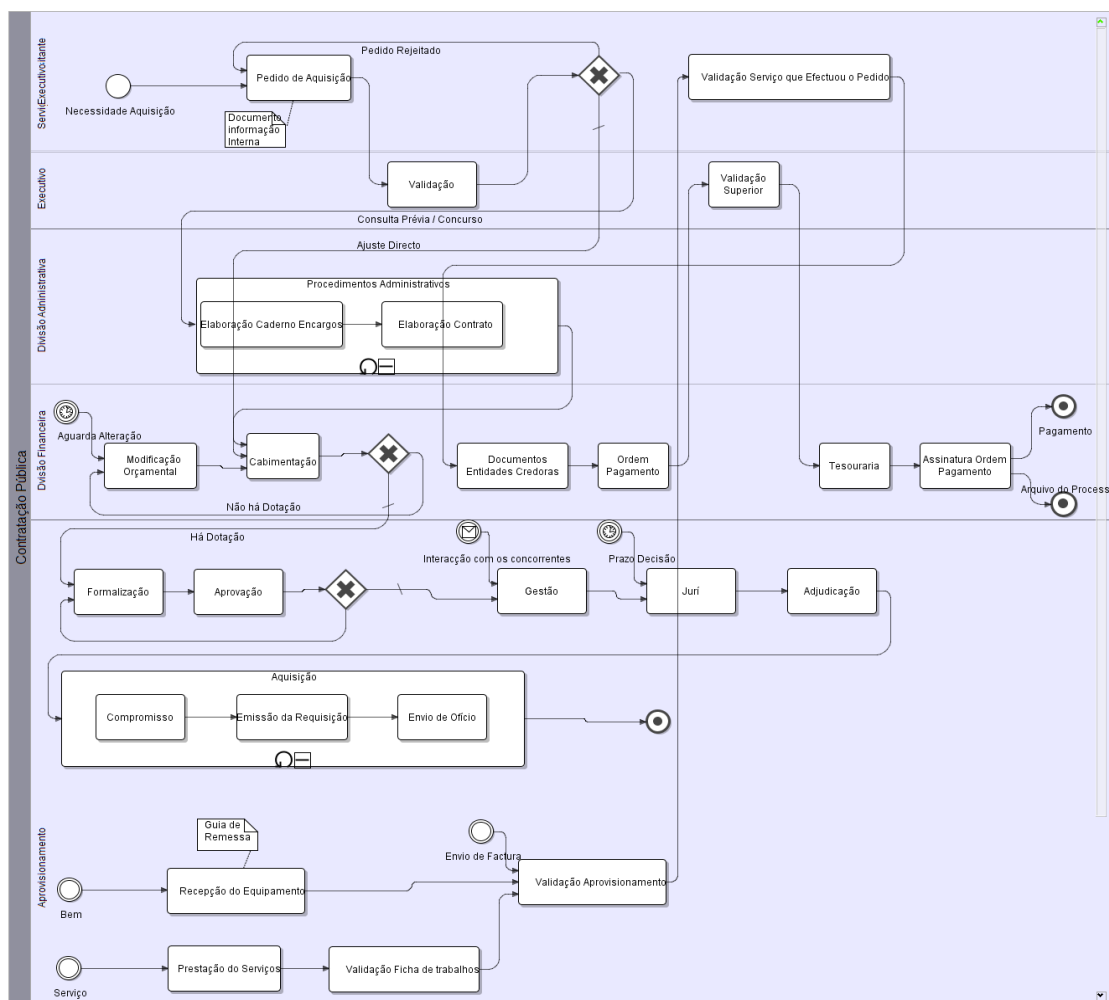 Contratação Pública
Pedido Rejeitado
Necessidade Aquisição
Pedido de Aquisição
Documento
informação
Interna
Validação Serviço que Efectuou o Pedido
Executivo
Validação
Validação
Superior
Consulta Prévia / Concurso
Ajuste Directo
Divisão Administrativa
Procedimentos Administrativos
Elaboração Caderno Encargos
Elaboração Contrato
Divisão Financeira
Aguarda Alteração
Modificação
Orçamental
Cabimentação
Não há Dotação
Documentos
Entidades Credoras
Ordem
Pagamento
Tesouraria
Assinatura Ordem
Pagamento
Pagamento
Arquivo do Process
Há Dotação
Formalização
Aprovação
Interacção com os concorrentes
Gestão
Prazo Decisão
Jurí
Adjudicação
Aquisição
Compromisso
Emissão da Requisição
Envio de Ofício
Aprovisionamento
Guia de
Remessa
Bem
Recepção do Equipamento
Envio de Factura
Validação Aprovisionamento
Serviço
Prestação do Serviços
Validação Ficha de trabalhos